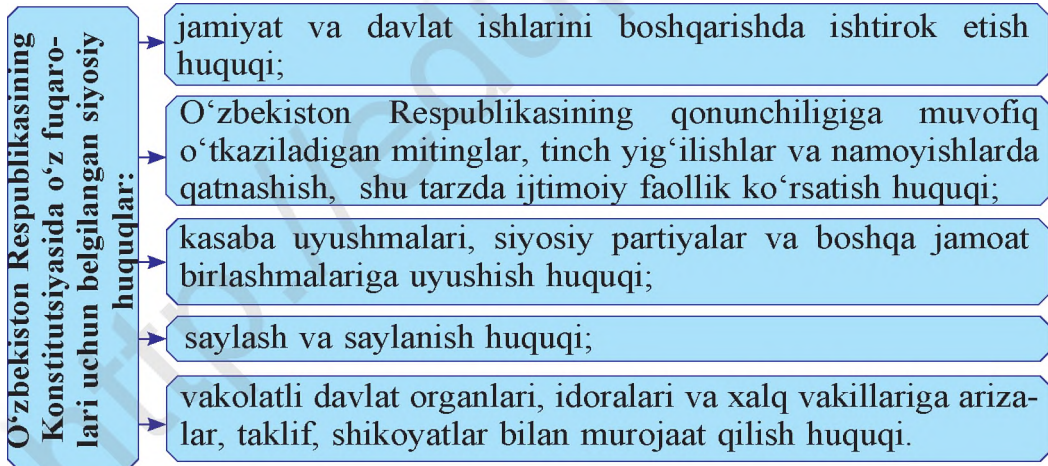 O‘zbekiston Respublikasining
Konstitutsiyasida o‘z fuqaro-
lari uchun belgilangan siyosiy
huquqlar:
jamiyat va davlat ishlarini boshqarishda ishtirok etish
huquqi;
O‘zbekiston Respublikasining qonunchiligiga muvofiq
o‘tkaziladigan mitinglar, tinch yig‘ilishlar va namoyishlarda
qatnashish, shu tarzda ijtimoiy faollik ko‘rsatish huquqi;
kasaba uyushmalari, siyosiy partiyalar va boshqa jamoat
birlashmalariga uyushish huquqi;
saylash va saylanish huquqi;
vakolatli davlat organlari, idoralari va xalq vakillariga ariza-
lar, taklif, shikoyatlar bilan murojaat qilish huquqi.